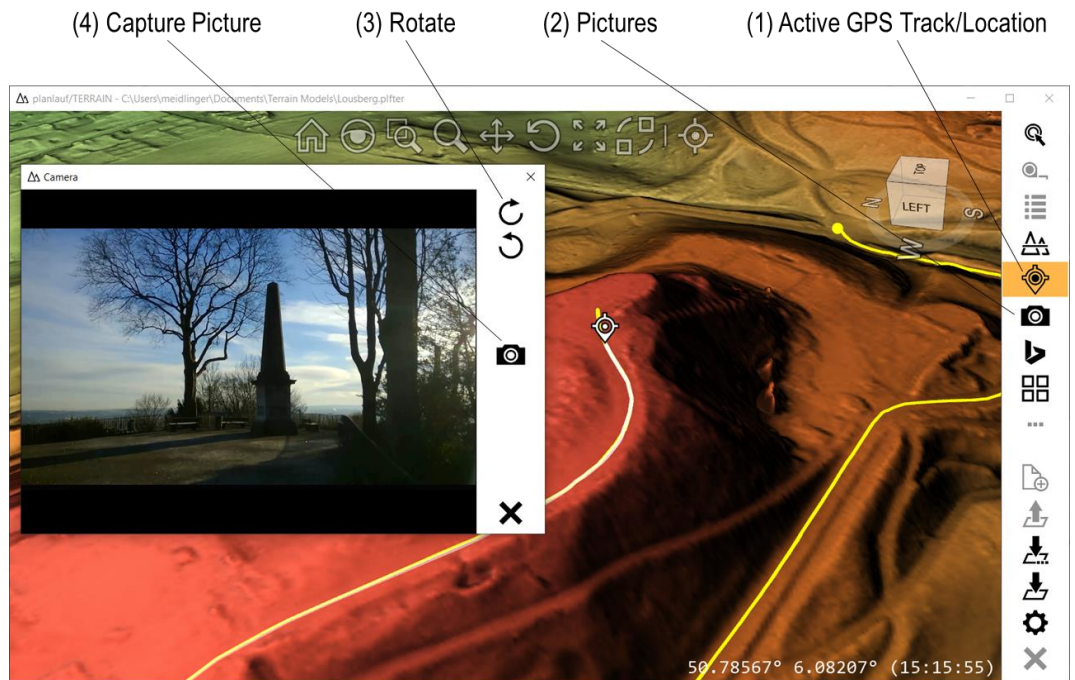 (4) Capture Picture (3) Rotate (2) Pictures (1) Active GPS Track/Location
planlauf/TERRAIN - C:\Users\meidlinger\Documents\Terrain Models\Lousberg.plfter
Camera
LEFT
N
S
W
50.78567° 6.08207° (15:15:55)